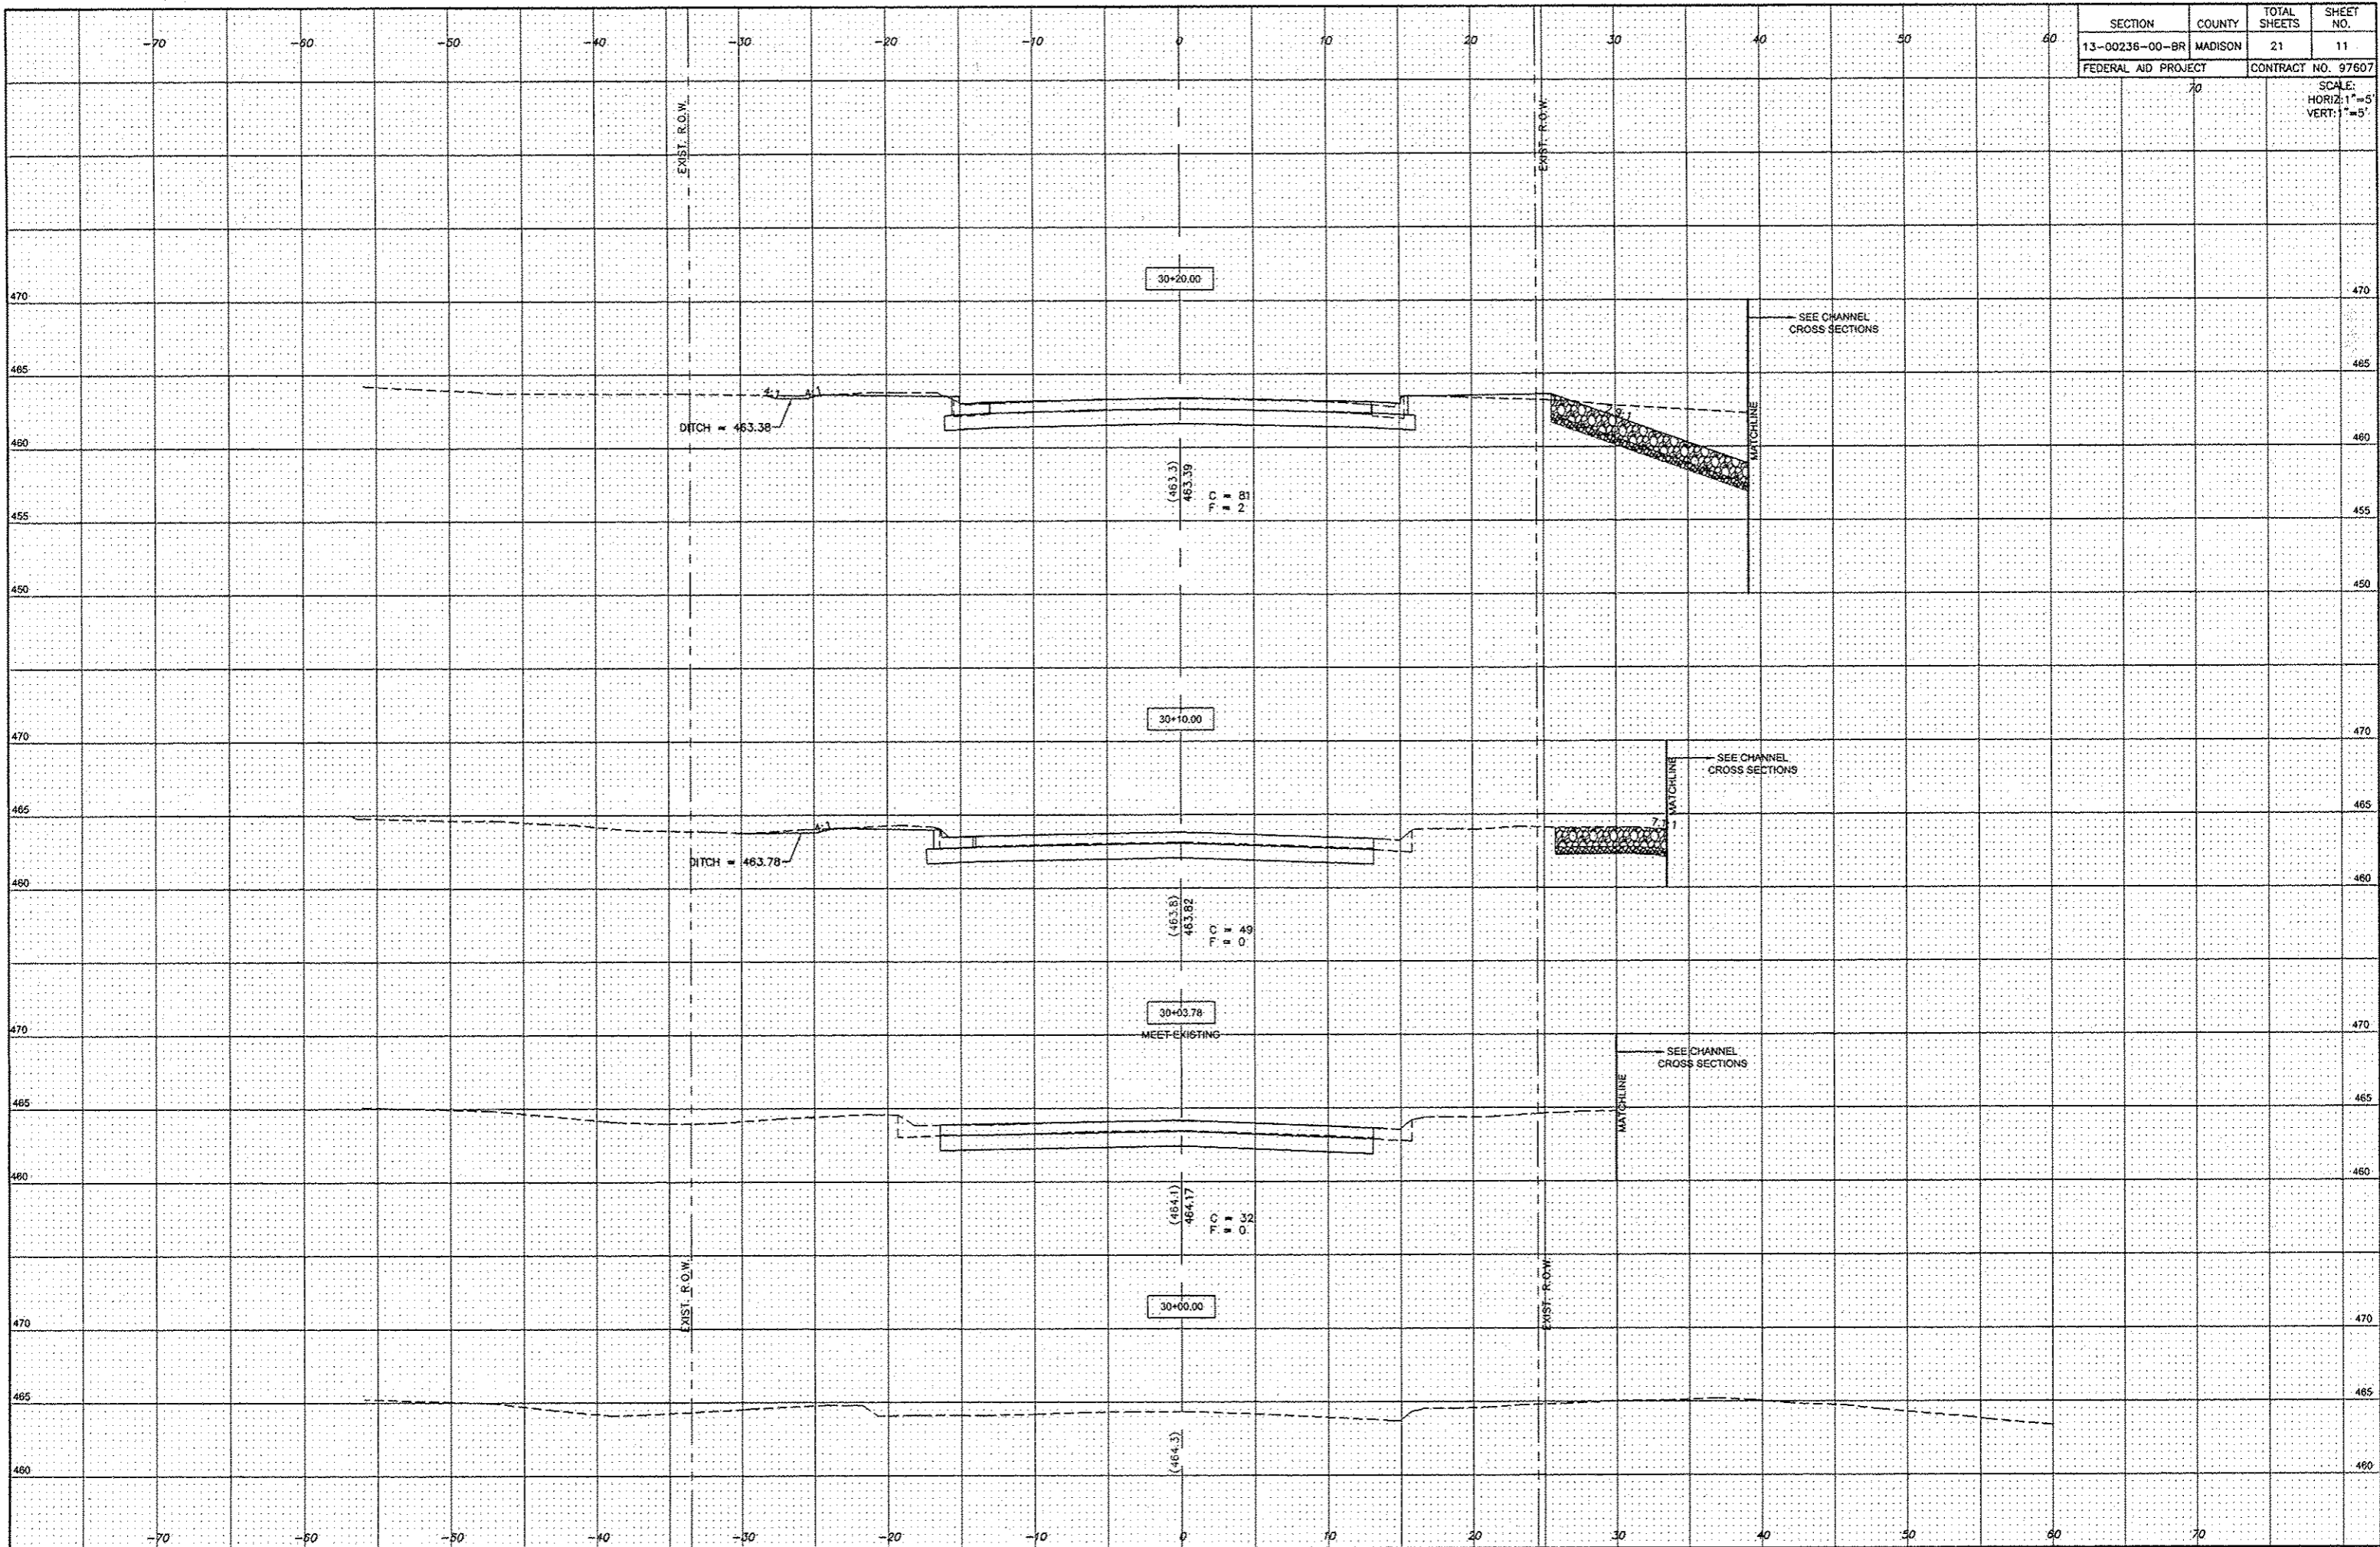 SECTION COUNTY TOTAL SHEETS SHEET NO.
13-00236-00-BR MADISON 21 11
FEDERAL AID PROJECT CONTRACT NO. 97607
SCALE:
HORIZ:1"=5'
VERT:1"=5'
-70 -60 -50 -40 -30 -20 -10 0 10 20 30 40 50 60 70
EXIST. R.O.W.
EXIST. R.O.W.
30+20.00
470 470
SEE CHANNEL
CROSS SECTIONS
465 465
4:1 4:1
DITCH = 463.38
MATCHLINE
460 460
(463.3)
463.39
C = 81
F = 2
455 455
450 450
30+10.00
470 470
SEE CHANNEL
CROSS SECTIONS
MATCHLINE
465 465
4:1
DITCH = 463.78
460 460
(463.8)
463.82
C = 49
F = 0
30+03.78
MEET EXISTING
470 470
SEE CHANNEL
CROSS SECTIONS
MATCHLINE
465 465
460 460
(464.1)
464.17
C = 32
F = 0
EXIST. R.O.W.
EXIST. R.O.W.
30+00.00
470 470
465 465
(464.3)
460 460
-70 -60 -50 -40 -30 -20 -10 0 10 20 30 40 50 60 70